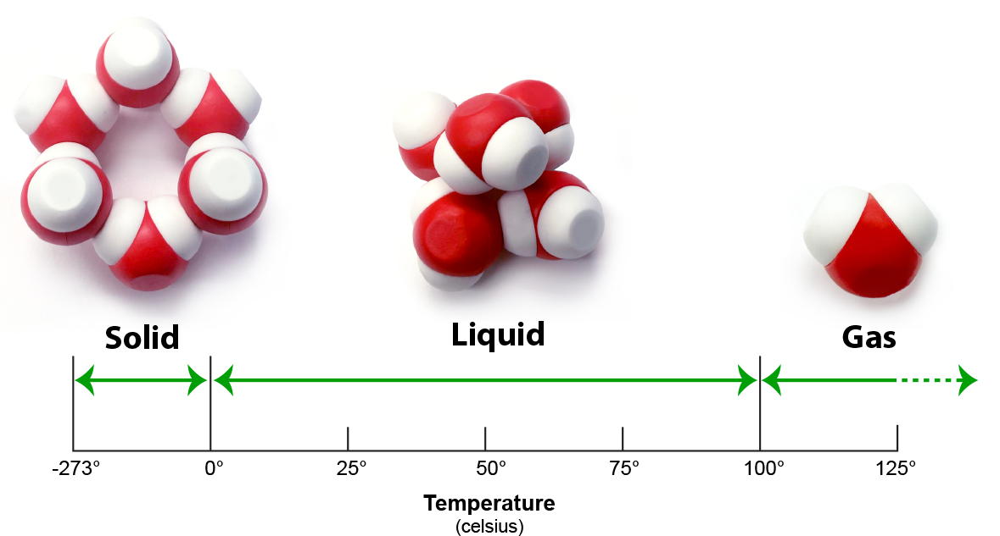 Solid
Liquid
Gas
-273°
0°
25°
50°
75°
100°
125°
Temperature
(celsius)